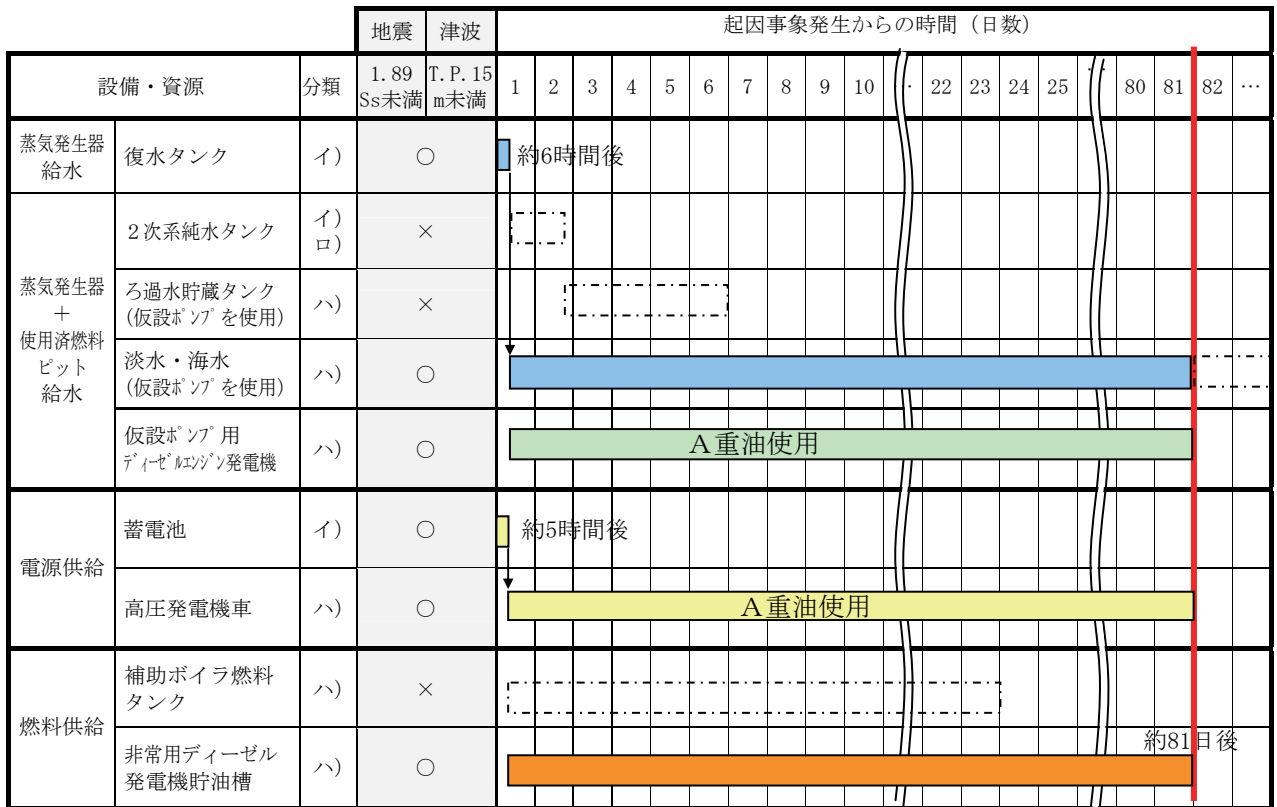 地震 津波 起因事象発生からの時間（日数）
設備・資源 分類 1.89 T.P.15 1 2 3 4 5 6 7 8 9 10 ‥ 22 23 24 25 ‥ 80 81 82 …
Ss未満 m未満
蒸気発生器
給水
復水タンク イ） ○ 約6時間後
蒸気発生器
＋
使用済燃料
ピット
給水
２次系純水タンク イ） ×
ロ）
ろ過水貯蔵タンク ハ） ×
(仮設ﾎﾟﾝﾌﾟを使用)
淡水・海水 ハ） ○
(仮設ﾎﾟﾝﾌﾟを使用)
仮設ﾎﾟﾝﾌﾟ用 ハ） ○ Ａ重油使用
ﾃﾞｨｰｾﾞﾙｴﾝｼﾞﾝ発電機
電源供給
蓄電池 イ） ○ 約5時間後
高圧発電機車 ハ） ○ Ａ重油使用
燃料供給
補助ボイラ燃料 ハ） ×
タンク
約81日後
非常用ディーゼル ハ） ○
発電機貯油槽